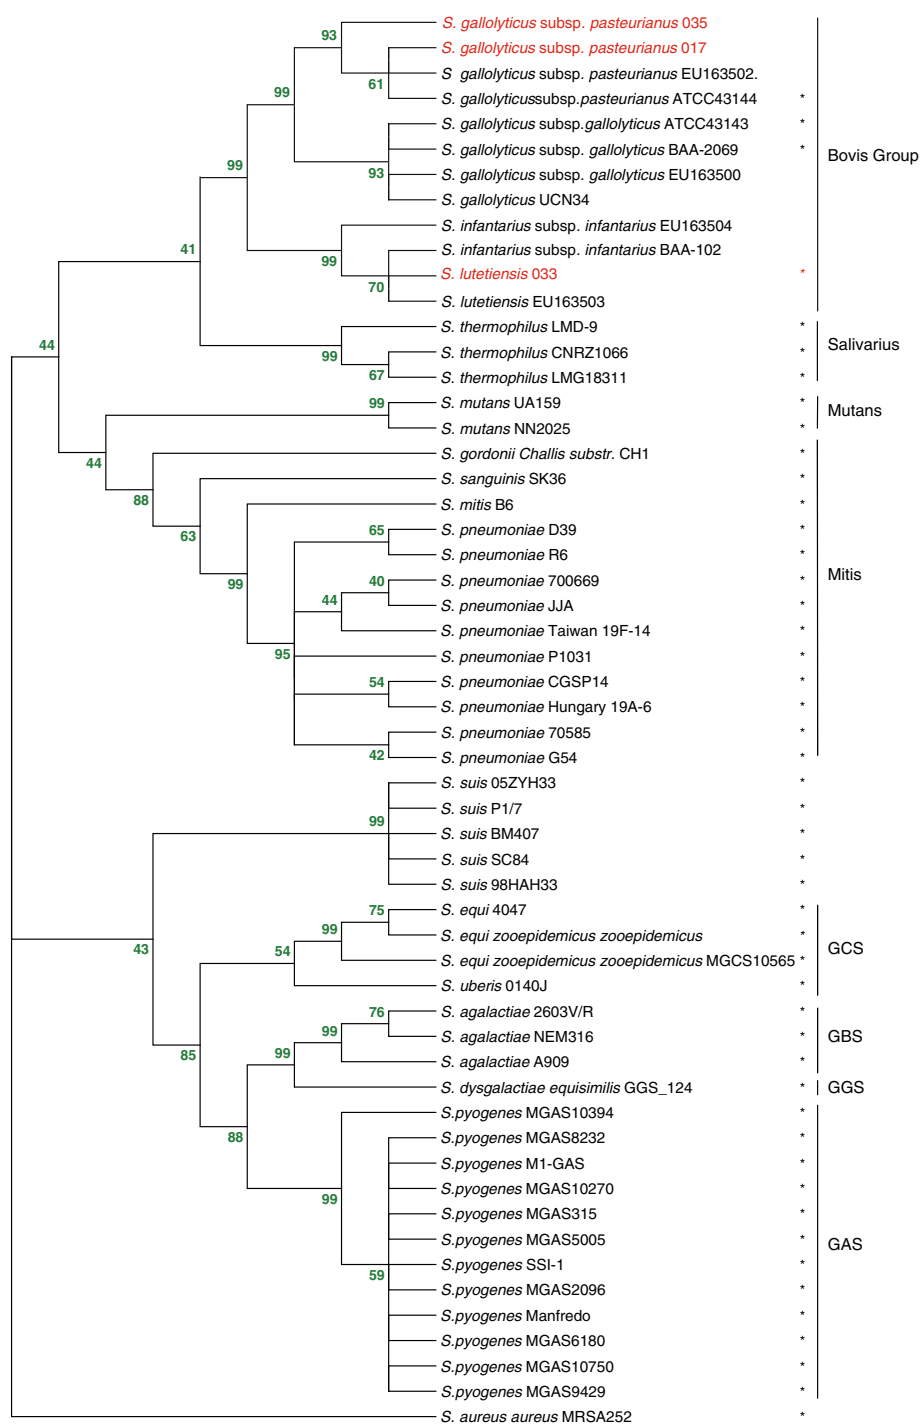 93 S. gallolyticus subsp. pasteurianus 035
S. gallolyticus subsp. pasteurianus 017
S gallolyticus subsp. pasteurianus EU163502.
61
99 S. gallolyticussubsp.pasteurianus ATCC43144 *
S. gallolyticus subsp.gallolyticus ATCC43143 *
S. gallolyticus subsp. gallolyticus BAA-2069 *
Bovis Group
99 93 S. gallolyticus subsp. gallolyticus EU163500
S. gallolyticus UCN34
S. infantarius subsp. infantarius EU163504
41 99 S. infantarius subsp. infantarius BAA-102
S. lutetiensis 033 *
70
S. lutetiensis EU163503
S. thermophilus LMD-9 *
44 99 S. thermophilus CNRZ1066 *
Salivarius
67 S. thermophilus LMG18311 *
99 S. mutans UA159 *
Mutans
S. mutans NN2025 *
44 S. gordonii Challis substr. CH1 *
88 S. sanguinis SK36 *
S. mitis B6 *
63 65 S. pneumoniae D39 *
S. pneumoniae R6 *
Mitis
99 40 S. pneumoniae 700669 *
44 S. pneumoniae JJA *
S. pneumoniae Taiwan 19F-14 *
95 S. pneumoniae P1031 *
54 S. pneumoniae CGSP14 *
S. pneumoniae Hungary 19A-6 *
S. pneumoniae 70585 *
42 S. pneumoniae G54 *
S. suis 05ZYH33 *
S. suis P1/7 *
99 S. suis BM407 *
S. suis SC84 *
S. suis 98HAH33 *
75 S. equi 4047 *
99 S. equi zooepidemicus zooepidemicus *
43 54 GCS
S. equi zooepidemicus zooepidemicus MGCS10565 *
S. uberis 0140J *
76 S. agalactiae 2603V/R *
99 S. agalactiae NEM316 *
GBS
85 99 S. agalactiae A909 *
S. dysgalactiae equisimilis GGS_124 * GGS
S.pyogenes MGAS10394 *
88 S.pyogenes MGAS8232 *
S.pyogenes M1-GAS *
99 S.pyogenes MGAS10270 *
S.pyogenes MGAS315 *
S.pyogenes MGAS5005 *
GAS
S.pyogenes SSI-1 *
59
S.pyogenes MGAS2096 *
S.pyogenes Manfredo *
S.pyogenes MGAS6180 *
S.pyogenes MGAS10750 *
S.pyogenes MGAS9429 *
S. aureus aureus MRSA252 *